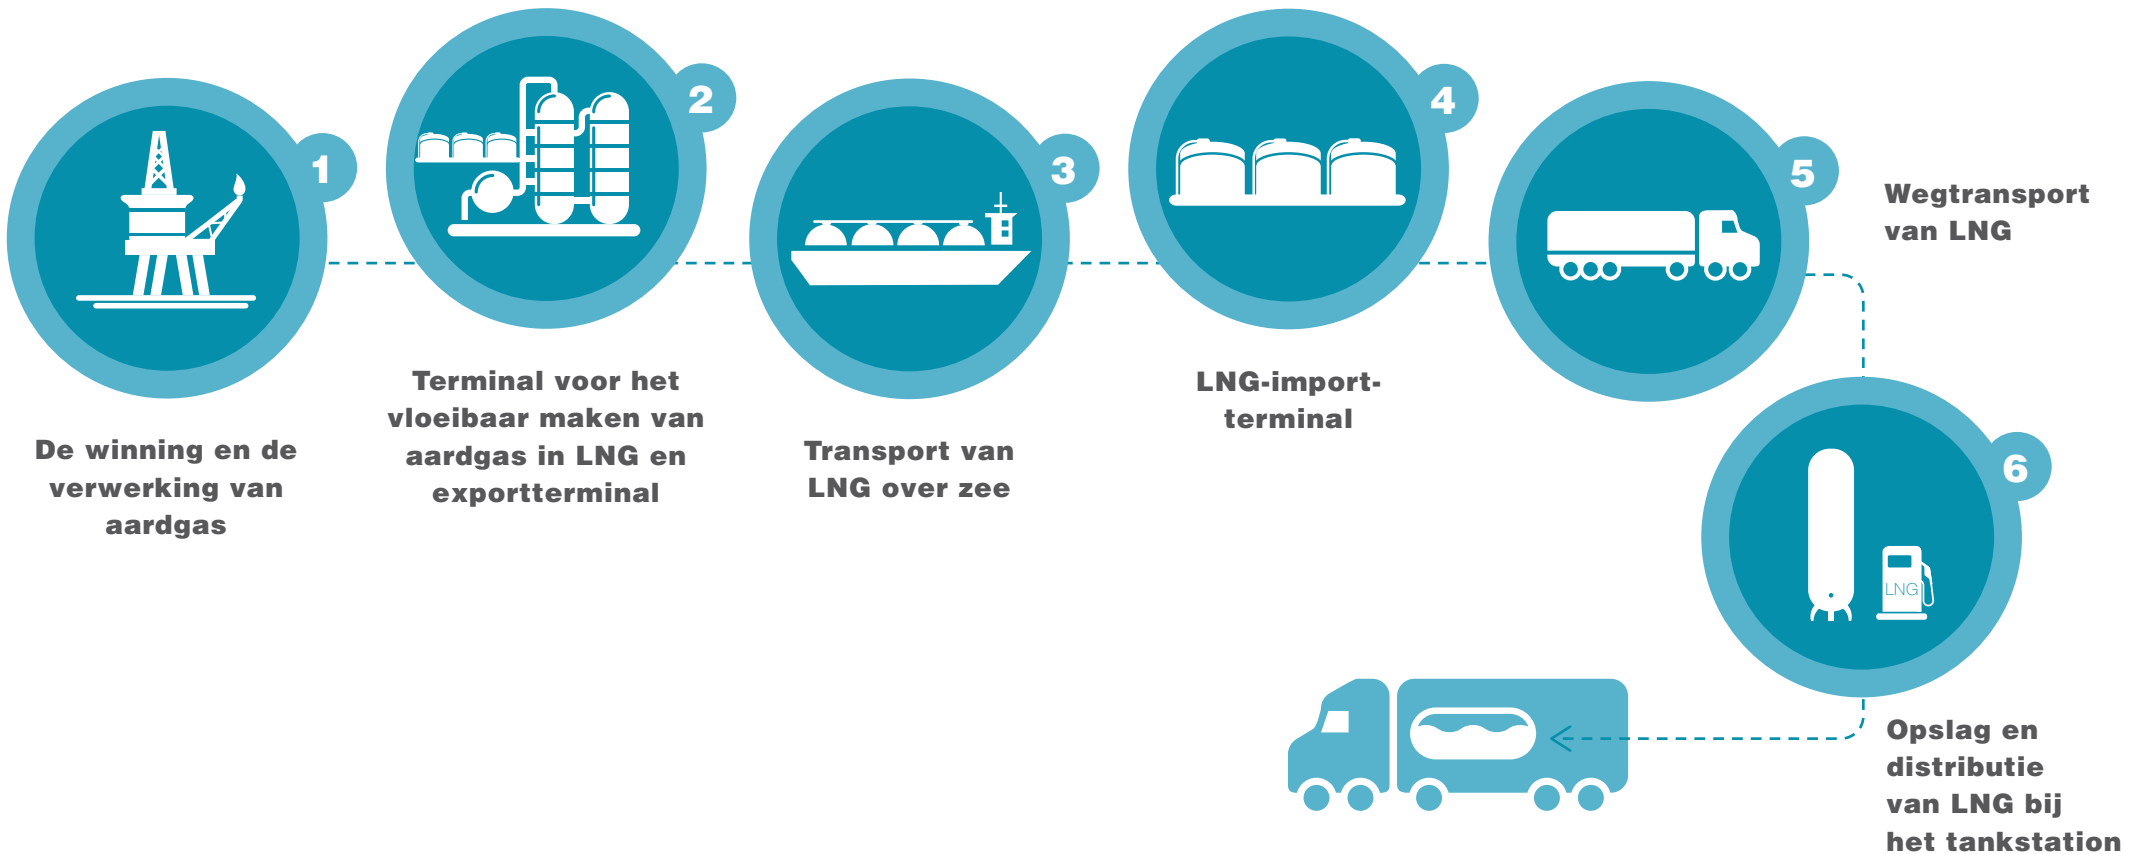 1
De winning en de
verwerking van
aardgas
2
Terminal voor het
vloeibaar maken van
aardgas in LNG en
exportterminal
3
Transport van
LNG over zee
4
LNG-import-
terminal
5
Wegtransport
van LNG
6
LNG
Opslag en
distributie
van LNG bij
het tankstation